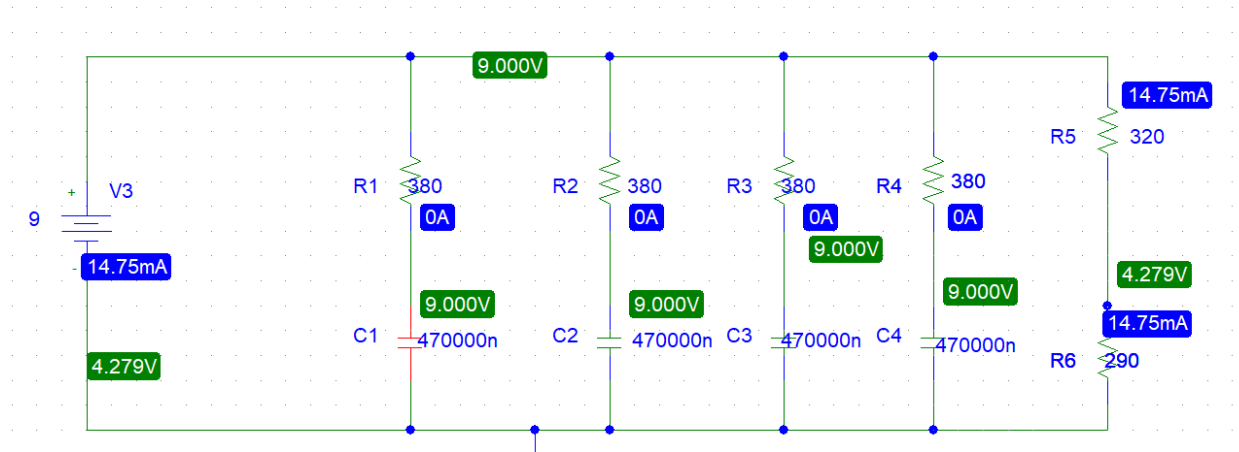 9.000V
14.75mA
R5 320
+ V3
R1 380
R2 380
R3 380
R4 380
9
0A
0A
0A
0A
9.000V
- 14.75mA
4.279V
9.000V
9.000V
9.000V
14.75mA
C1 470000n
C2 470000n
C3 470000n
C4 470000n
4.279V
R6 290